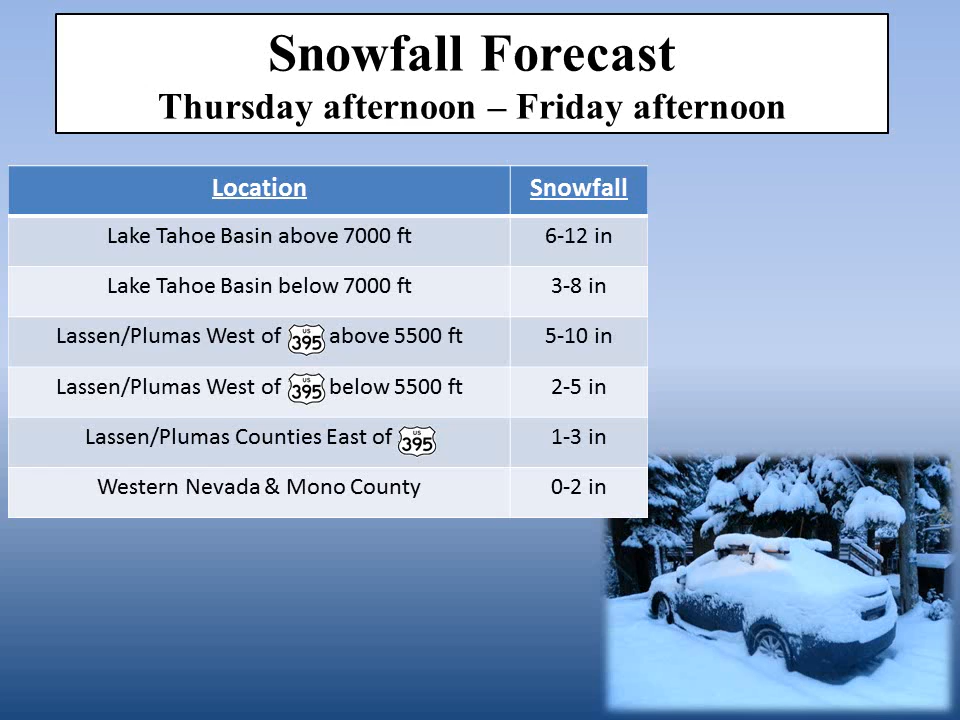 Snowfall Forecast
Thursday afternoon – Friday afternoon
Location Snowfall
Lake Tahoe Basin above 7000 ft 6-12 in
Lake Tahoe Basin below 7000 ft 3-8 in
Lassen/Plumas West of US 395 above 5500 ft 5-10 in
Lassen/Plumas West of US 395 below 5500 ft 2-5 in
Lassen/Plumas Counties East of US 395 1-3 in
Western Nevada & Mono County 0-2 in